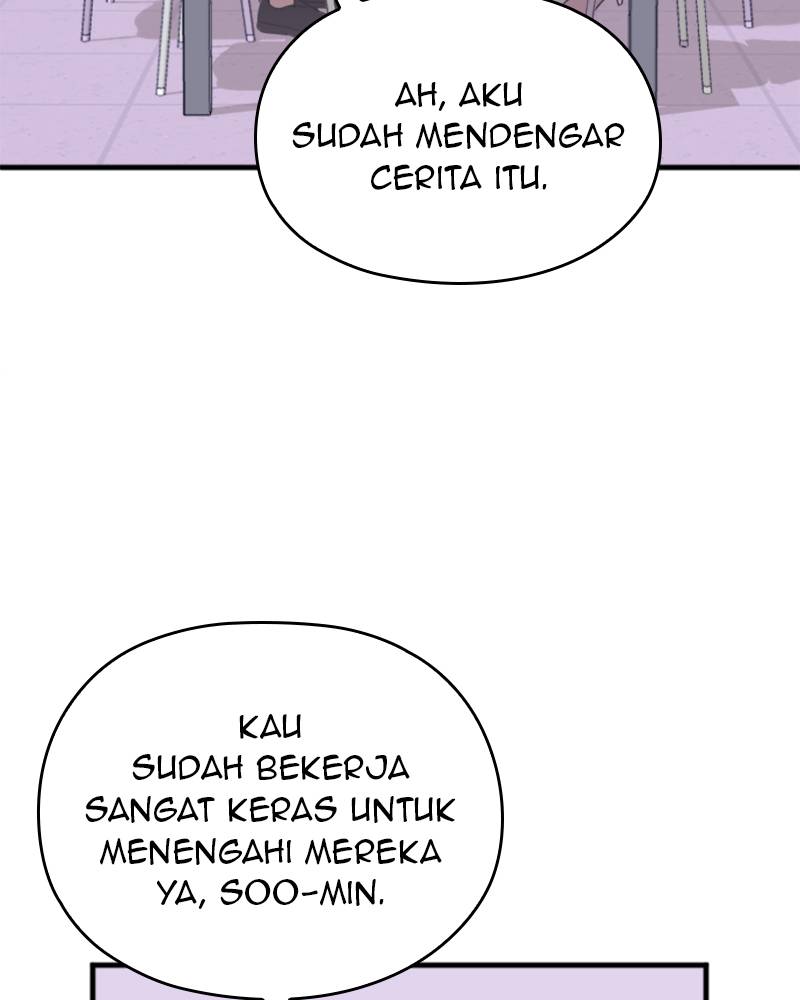 AH, AKU
SUDAH MENDENGAR
CERITA ITU.
KAU
SUDAH BEKERJA
SANGAT KERAS UNTUK
MENENGAHI MEREKA
YA, SOO-MIN.